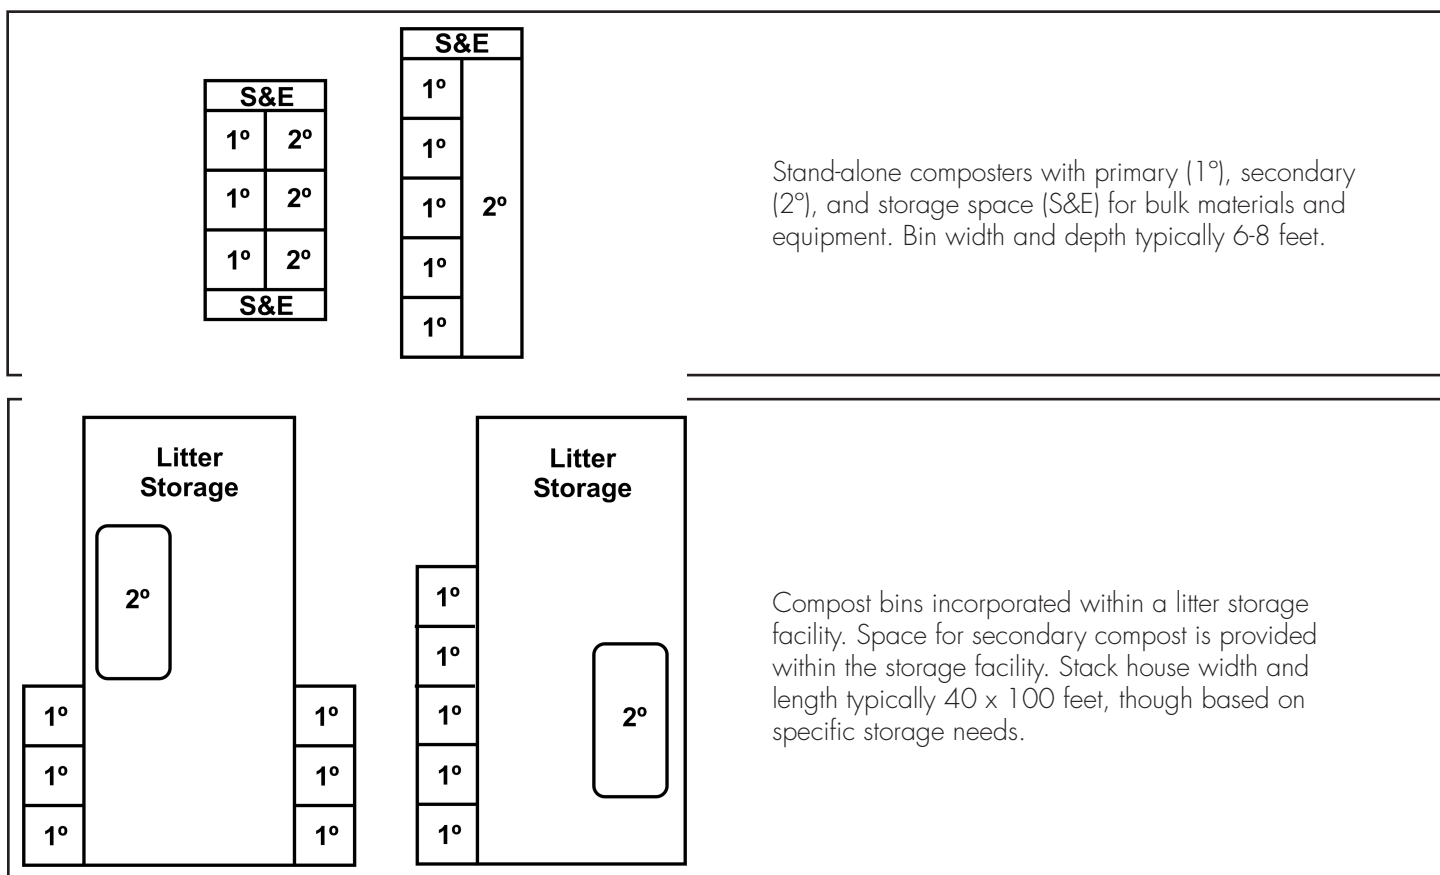 S&E
1º 2º
1º 2º
1º 2º
S&E
S&E
1º
1º
1º 2º
1º
1º
Stand-alone composters with primary (1º), secondary
(2º), and storage space (S&E) for bulk materials and
equipment. Bin width and depth typically 6-8 feet.
Litter
Storage
2º
1º 1º
1º 1º
1º 1º
Litter
Storage
1º
1º
1º 2º
1º
1º
Compost bins incorporated within a litter storage
facility. Space for secondary compost is provided
within the storage facility. Stack house width and
length typically 40 x 100 feet, though based on
specific storage needs.